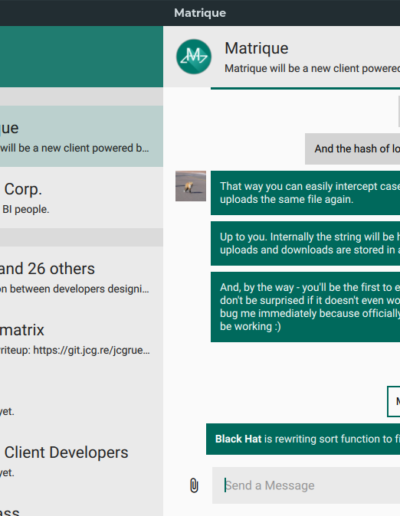 Matrique
que
will be a new client powered b...
Corp.
BI people.
and 26 others
on between developers designi...
matrix
riteup: https://git.jcg.re/jcgrue...
yet.
Client Developers
yet.
ass
Matrique
Matrique will be a new client powered
And the hash of lo
That way you can easily intercept case
uploads the same file again.
Up to you. Internally the string will be h
uploads and downloads are stored in a
And, by the way - you'll be the first to e
don't be surprised if it doesn't even wo
bug me immediately because officially
be working :)
M
Black Hat is rewriting sort function to fi
Send a Message